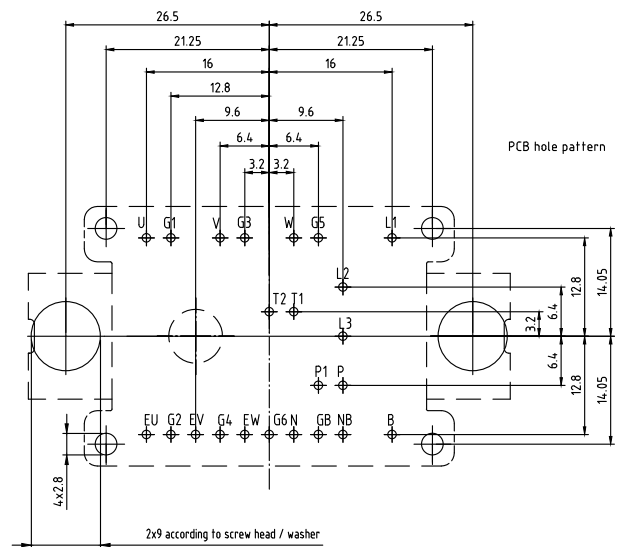 26.5 26.5
21.25 21.25
16 16
12.8
9.6 9.6
6.4 6.4
PCB hole pattern
3.2 3.2
U G1 V G3 W G5 L1
L2
T2 T1
L3
12.8
14.05
6.4
3.2
P1 P
6.4
12.8
14.05
EU G2 EV G4 EW G6 N GB NB B
4x2.8
2x9 according to screw head / washer